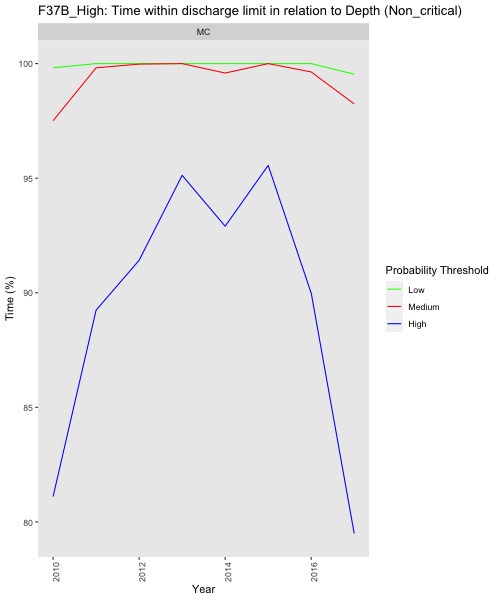 F37B_High: Time within discharge limit in relation to Depth (Non_critical)
MC
100
95
90
85
80
Time (%)
2010
2012
2014
2016
Year
Probability Threshold
Low
Medium
High